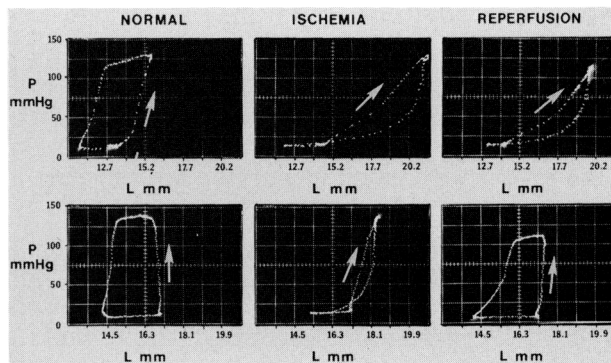 NORMAL ISCHEMIA REPERFUSION
150
100
P
mmHg
50
0
12.7 15.2 17.7 20.2 12.7 15.2 17.7 20.2 12.7 15.2 17.7 20.2
L mm L mm L mm
150
100
P
mmHg
50
0
14.5 16.3 18.1 19.9 14.5 16.3 18.1 19.9 14.5 16.3 18.1 19.9
L mm L mm L mm